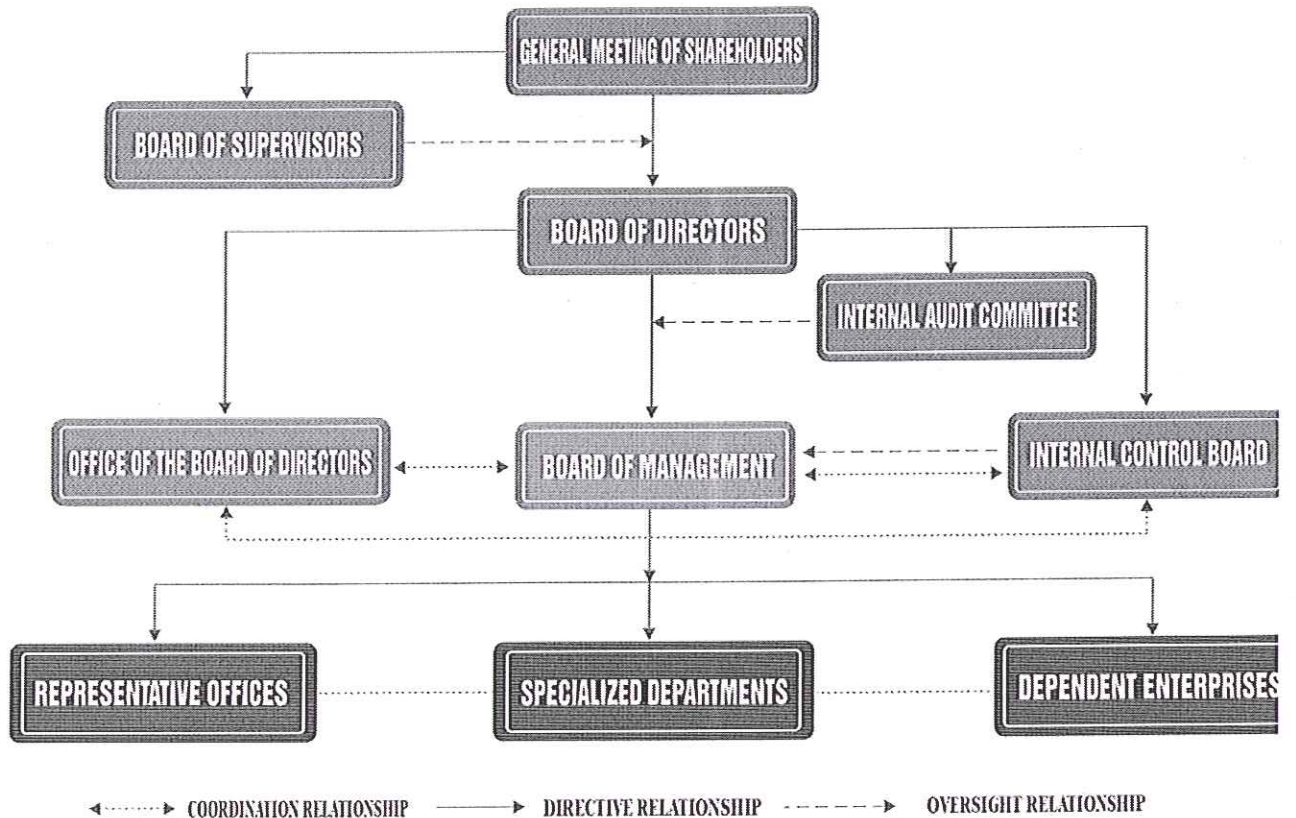 GENERAL MEETING OF SHAREHOLDERS
BOARD OF SUPERVISORS
BOARD OF DIRECTORS
INTERNAL AUDIT COMMITTEE
OFFICE OF THE BOARD OF DIRECTORS
BOARD OF MANAGEMENT
INTERNAL CONTROL BOARD
REPRESENTATIVE OFFICES
SPECIALIZED DEPARTMENTS
DEPENDENT ENTERPRISES
COORDINATION RELATIONSHIP
DIRECTIVE RELATIONSHIP
OVERSIGHT RELATIONSHIP